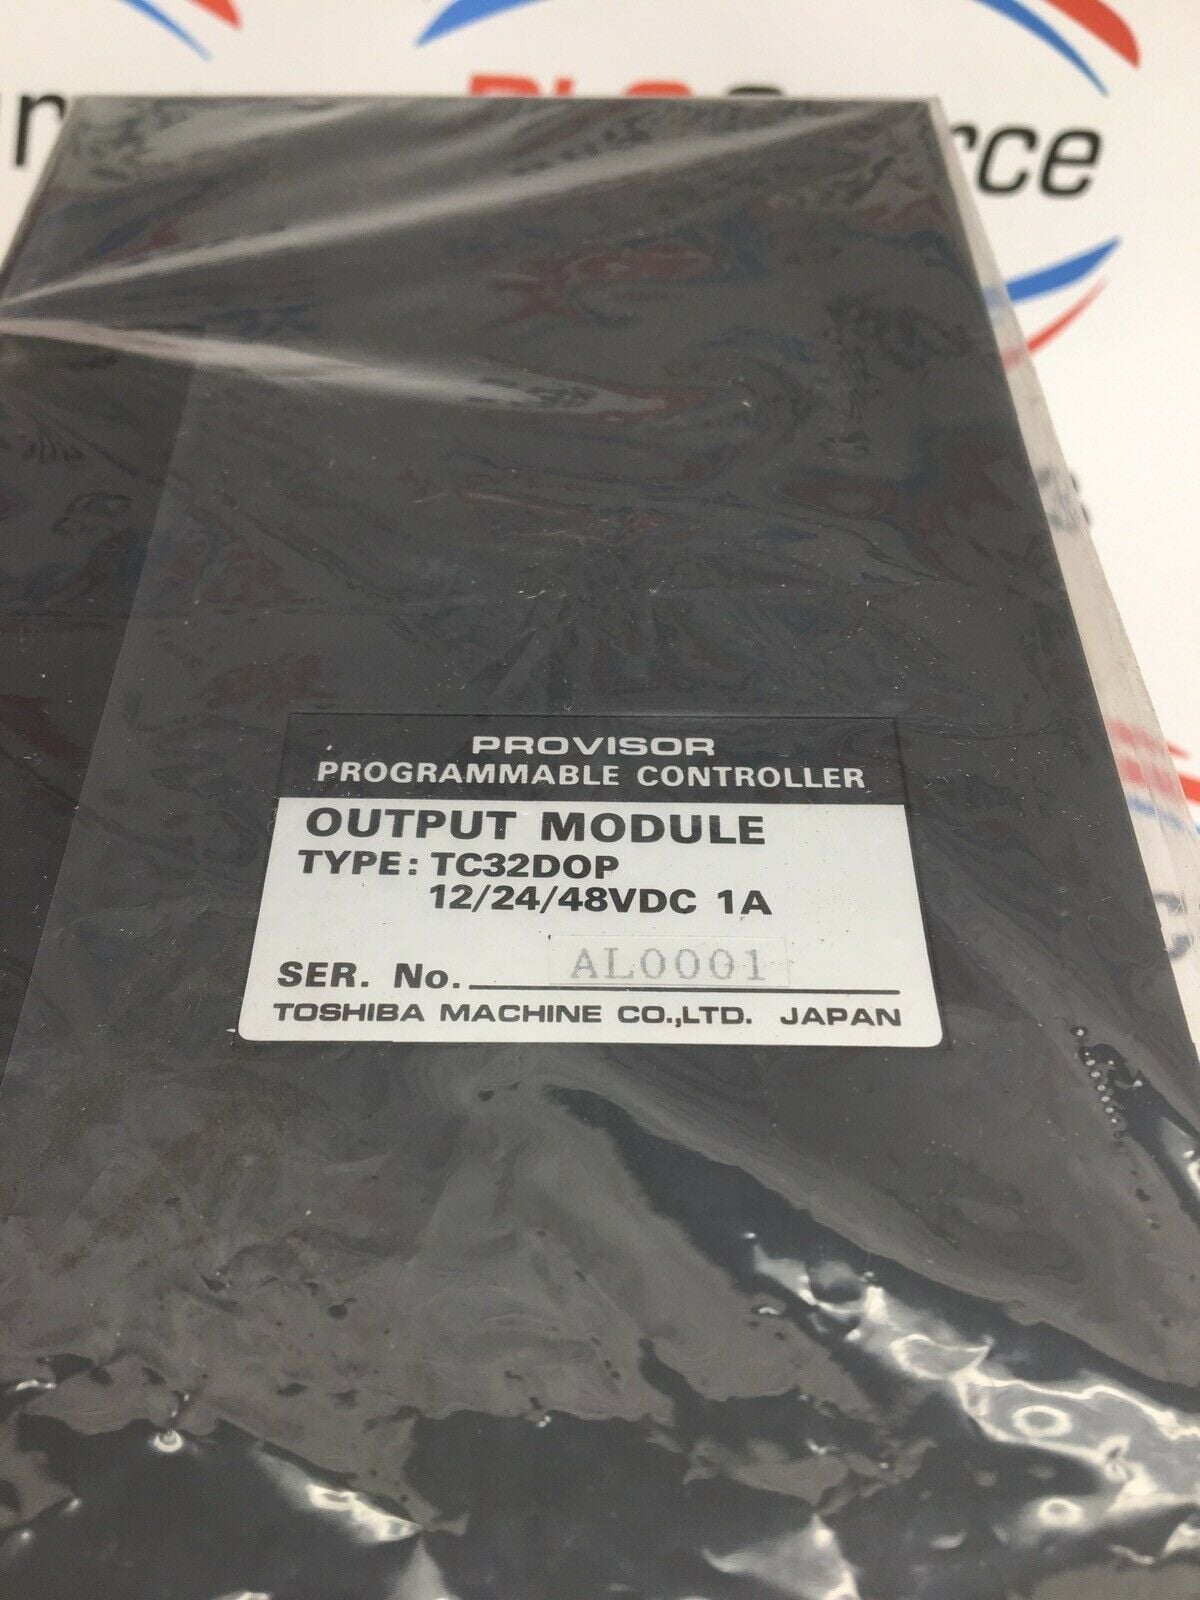 rce
PROVISOR
PROGRAMMABLE CONTROLLER
OUTPUT MODULE
TYPE: TC32DOP
12/24/48VDC 1A
SER. No. AL0001
TOSHIBA MACHINE CO.,LTD. JAPAN